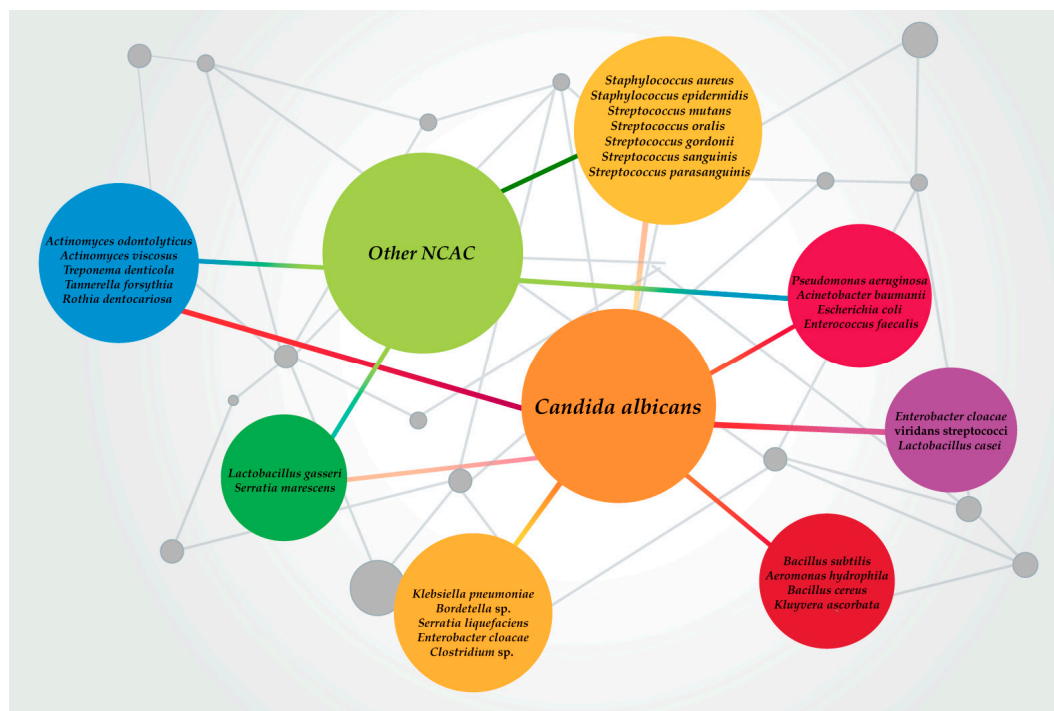 Staphylococcus aureus
Staphylococcus epidermidis
Streptococcus mutans
Streptococcus oralis
Streptococcus gordonii
Streptococcus sanguinis
Streptococcus parasanguinis
Other NCAC
Actinomyces odontolyticus
Actinomyces viscosus
Treponema denticola
Tannerella forsythia
Rothia dentocariosa
Pseudomonas aeruginosa
Acinetobacter baumanii
Escherichia coli
Enterococcus faecalis
Candida albicans
Enterobacter cloacae
viridans streptococci
Lactobacillus casei
Lactobacillus gasseri
Serratia marescens
Klebsiella pneumoniae
Bordetella sp.
Serratia liquefaciens
Enterobacter cloacae
Clostridium sp.
Bacillus subtilis
Aeromonas hydrophila
Bacillus cereus
Kluyvera ascorbata